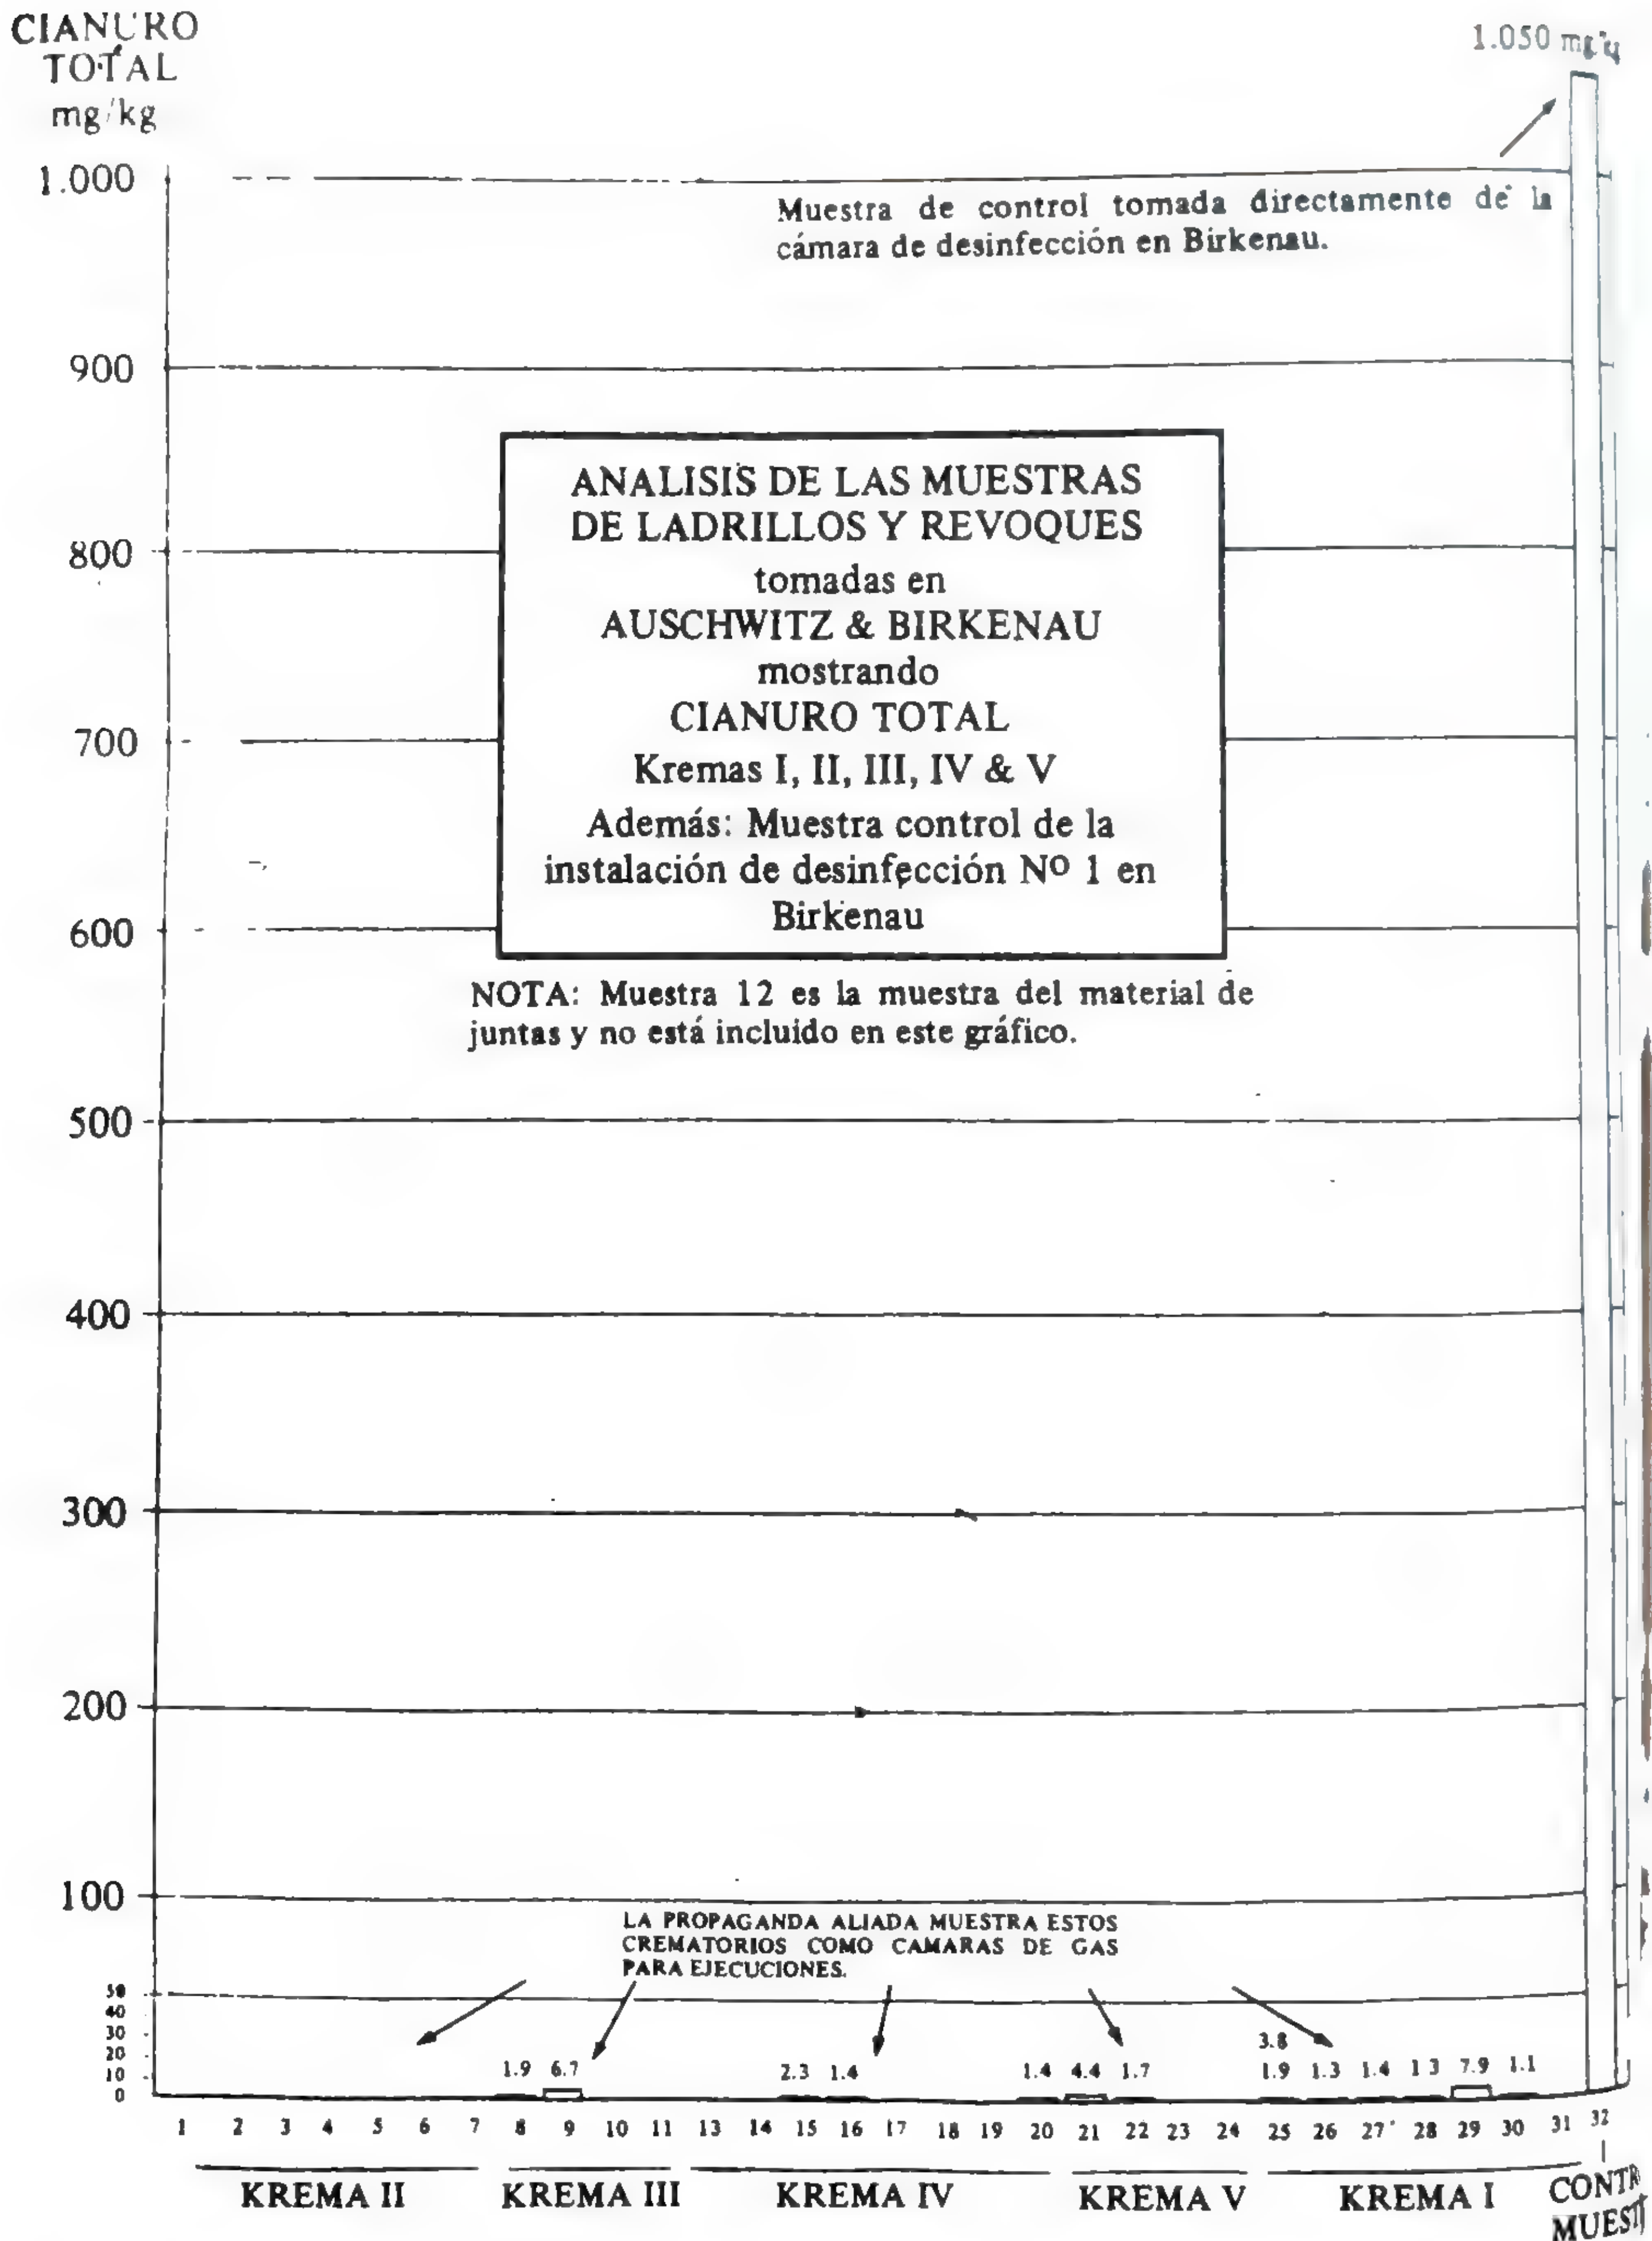 CIANURO
TOTAL
mg/kg
1.050
1.000
Muestra de control tomada directamente de la
cámara de desinfección en Birkenau.
900
ANALISIS DE LAS MUESTRAS
DE LADRILLOS Y REVOQUES
800
tomadas en
AUSCHWITZ & BIRKENAU
mostrando
CIANURO TOTAL
700
Kremas I, II, III, IV & V
Además: Muestra control de la
instalación de desinfección Nº 1 en
Birkenau
600
NOTA: Muestra 12 es la muestra del material de
juntas y no está incluido en este gráfico.
500
400
300
200
100
LA PROPAGANDA ALIADA MUESTRA ESTOS
CREMATORIOS COMO CAMARAS DE GAS
PARA EJECUCIONES.
50
40
30
20
10
0
3.8
1.9 6.7 2.3 1.4 1.4 4.4 1.7 1.9 1.3 1.4 1 3 7.9 1.1
1 2 3 4 5 6 7 8 9 10 11 13 14 15 16 17 18 19 20 21 22 23 24 25 26 27 28 29 30 31 32
KREMA II KREMA III KREMA IV KREMA V KREMA I
CONTR
MUEST